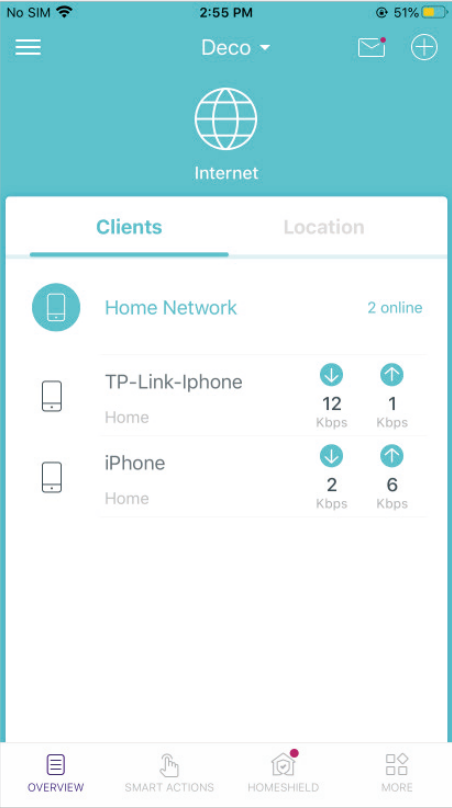 No SIM 2:55 PM 51%
Deco
Internet
Clients Location
Home Network 2 online
TP-Link-Iphone
12 1
Home Kbps Kbps
iPhone
2 6
Home Kbps Kbps
OVERVIEW SMART ACTIONS HOMESHIELD MORE